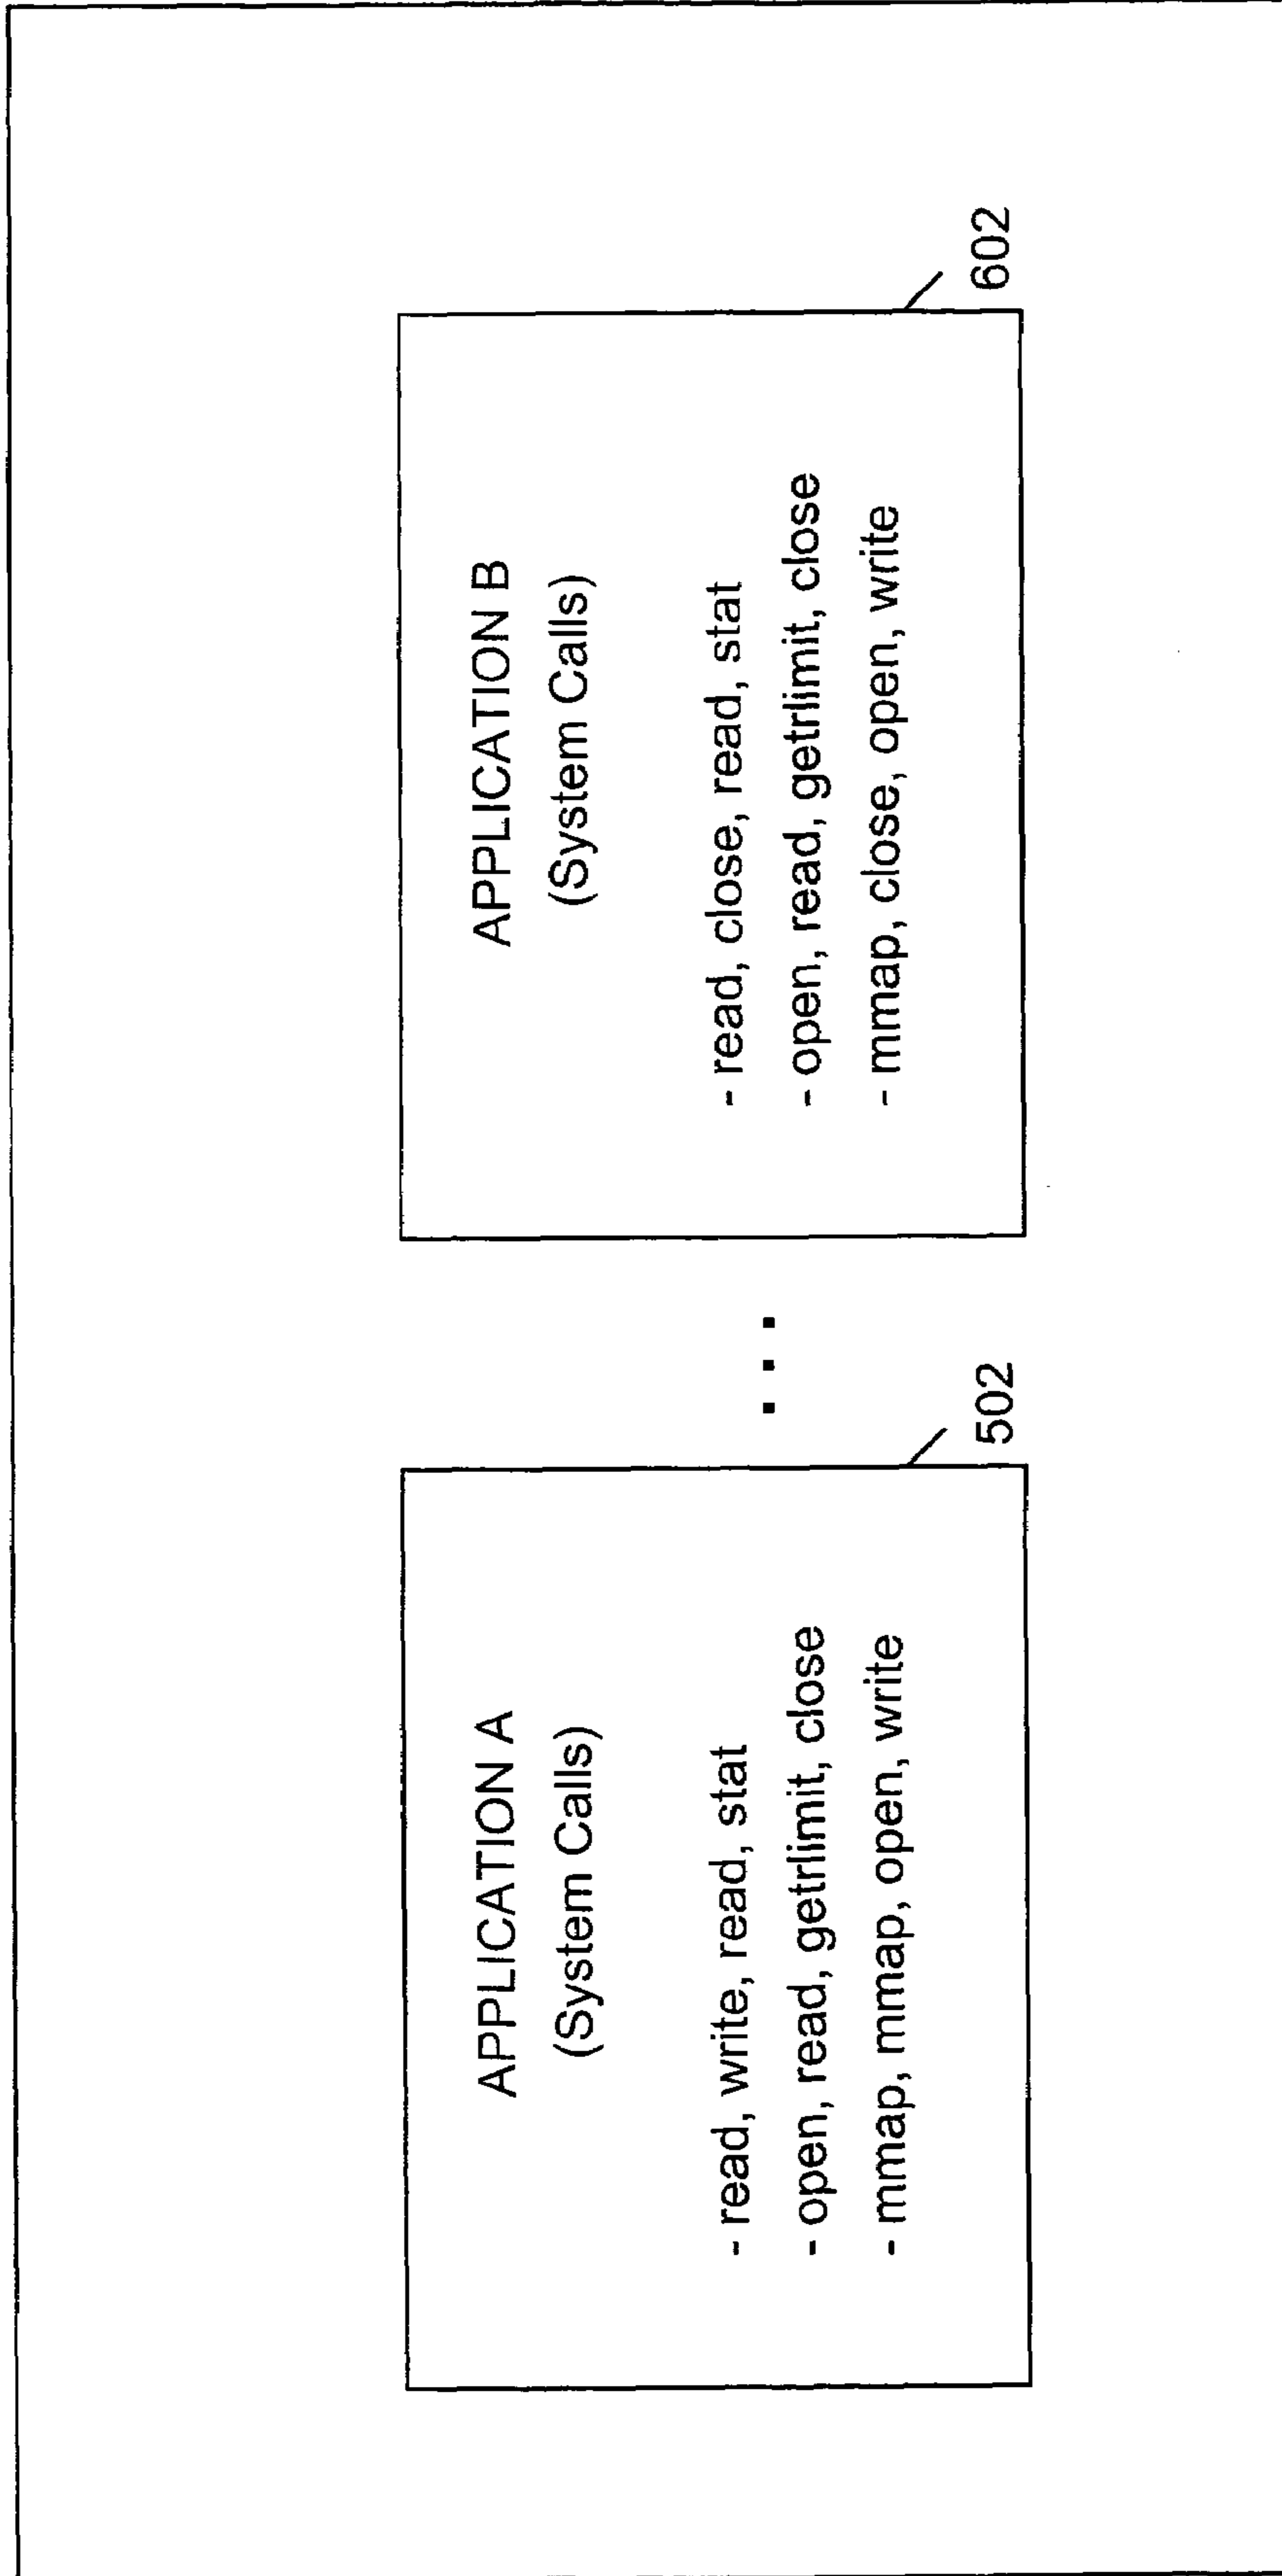 APPLICATION A
(System Calls)
- read, write, read, stat
- open, read, getrlimit, close
- mmap, mmap, open, write
502
. . .
APPLICATION B
(System Calls)
- read, close, read, stat
- open, read, getrlimit, close
- mmap, close, open, write
602